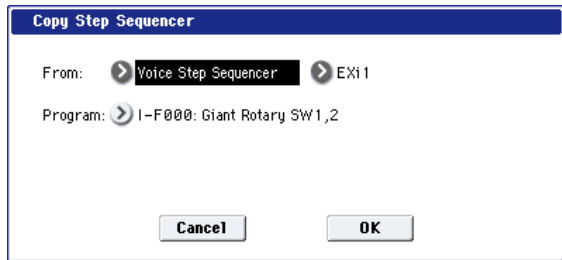 Copy Step Sequencer
From: Voice Step Sequencer EXi1
Program: I-F000: Giant Rotary SW1,2
Cancel OK